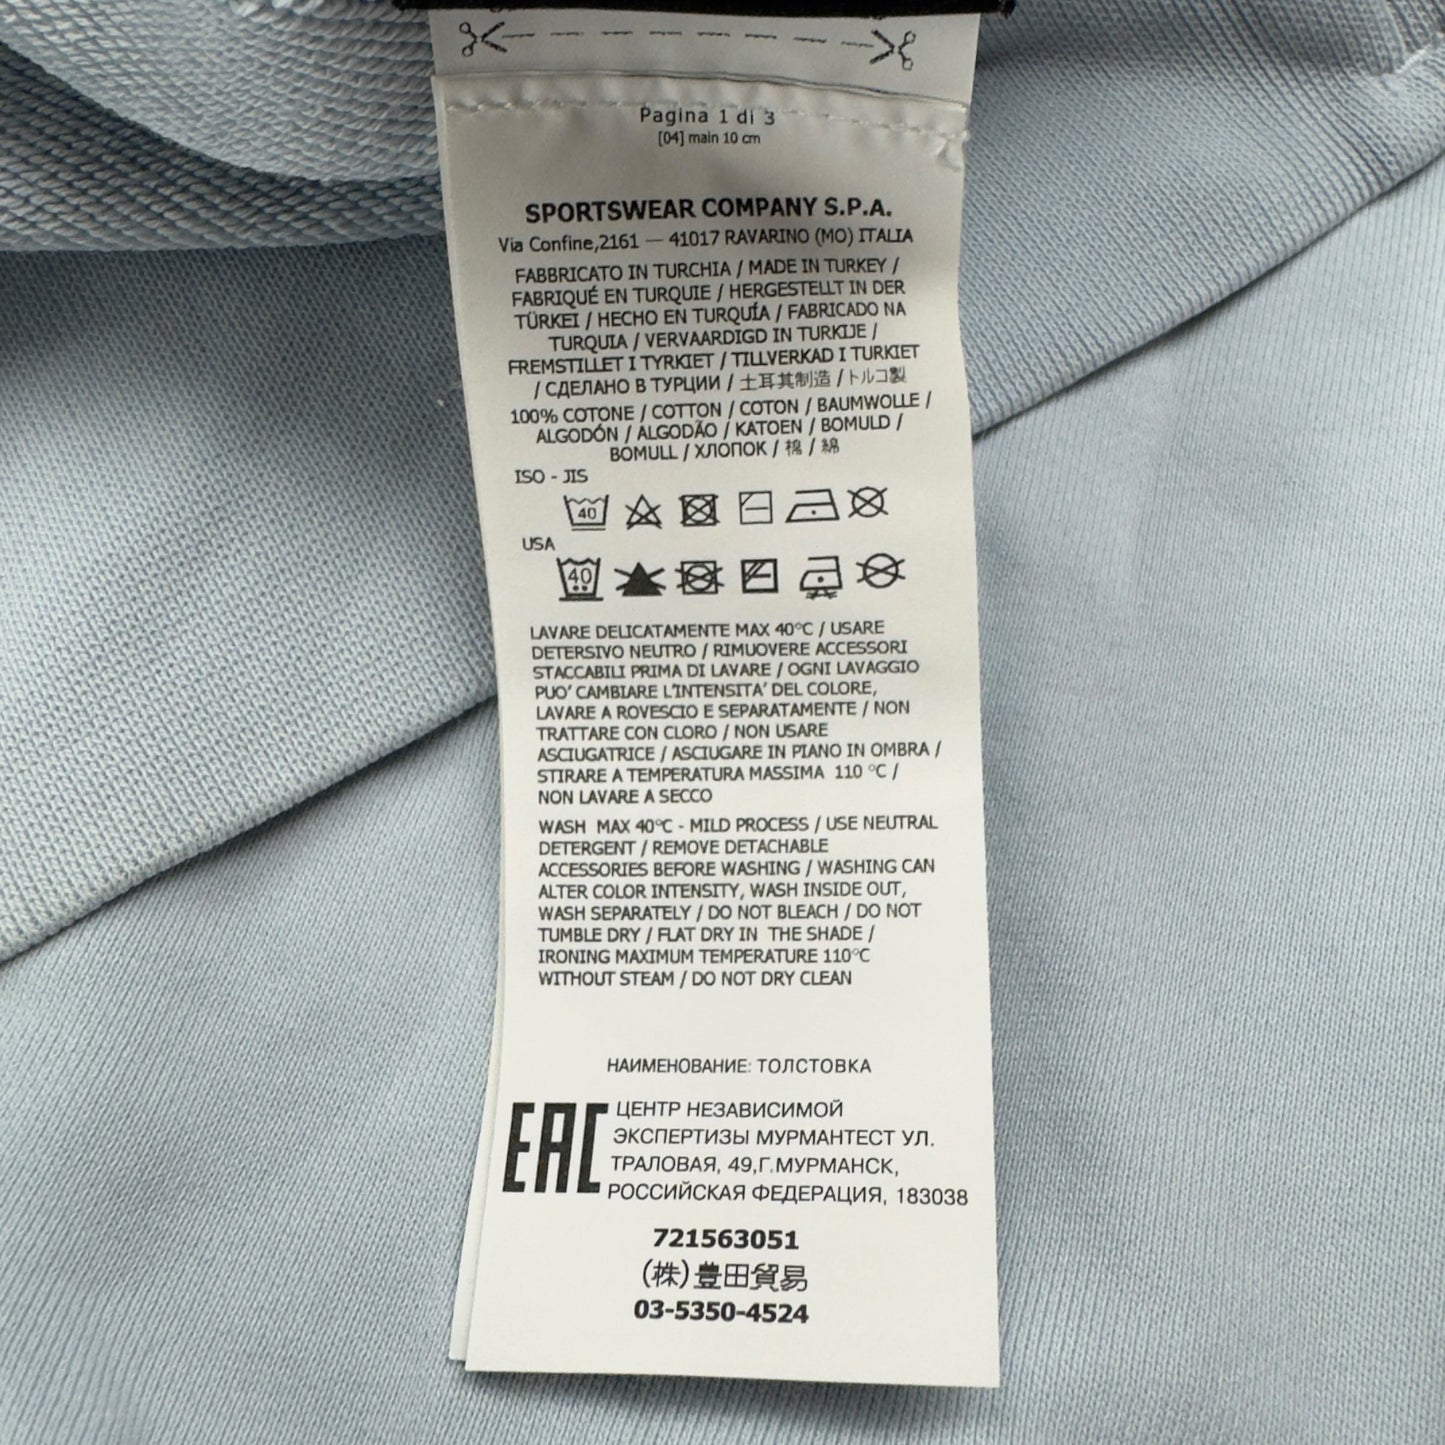 Pagina 1 di 3
[04] main 10 cm
SPORTSWEAR COMPANY S.P.A.
Via Confine,2161 — 41017 RAVARINO (MO) ITALIA
FABBRICATO IN TURCHIA / MADE IN TURKEY /
FABRIQUÉ EN TURQUIE / HERGESTELLT IN DER
TÜRKEI / HECHO EN TURQUÍA / FABRICADO NA
TURQUIA / VERVAARDIGD IN TURKIJE /
FREMSTILLET I TYRKIET / TILLVERKAD I TURKIET
/ СДЕЛАНО В ТУРЦИИ / 土耳其制造 / トルコ製
100% COTONE / COTTON / COTON / BAUMWOLLE /
ALGODÓN / ALGODÃO / KATOEN / BOMULD /
BOMULL / ХЛОПОК / 棉 / 綿
ISO - JIS
40
USA
40
LAVARE DELICATAMENTE MAX 40°C / USARE
DETERSIVO NEUTRO / RIMUOVERE ACCESSORI
STACCABILI PRIMA DI LAVARE / OGNI LAVAGGIO
PUO' CAMBIARE L'INTENSITA' DEL COLORE,
LAVARE A ROVESCIO E SEPARATAMENTE / NON
TRATTARE CON CLORO / NON USARE
ASCIUGATRICE / ASCIUGARE IN PIANO IN OMBRA /
STIRARE A TEMPERATURA MASSIMA 110 °C /
NON LAVARE A SECCO
WASH MAX 40°C - MILD PROCESS / USE NEUTRAL
DETERGENT / REMOVE DETACHABLE
ACCESSORIES BEFORE WASHING / WASHING CAN
ALTER COLOR INTENSITY, WASH INSIDE OUT,
WASH SEPARATELY / DO NOT BLEACH / DO NOT
TUMBLE DRY / FLAT DRY IN THE SHADE /
IRONING MAXIMUM TEMPERATURE 110°C
WITHOUT STEAM / DO NOT DRY CLEAN
НАИМЕНОВАНИЕ: ТОЛСТОВКА
EAC
ЦЕНТР НЕЗАВИСИМОЙ
ЭКСПЕРТИЗЫ МУРМАНТЕСТ УЛ.
ТРАЛОВАЯ, 49,Г.МУРМАНСК,
РОССИЙСКАЯ ФЕДЕРАЦИЯ, 183038
721563051
(株)豊田貿易
03-5350-4524